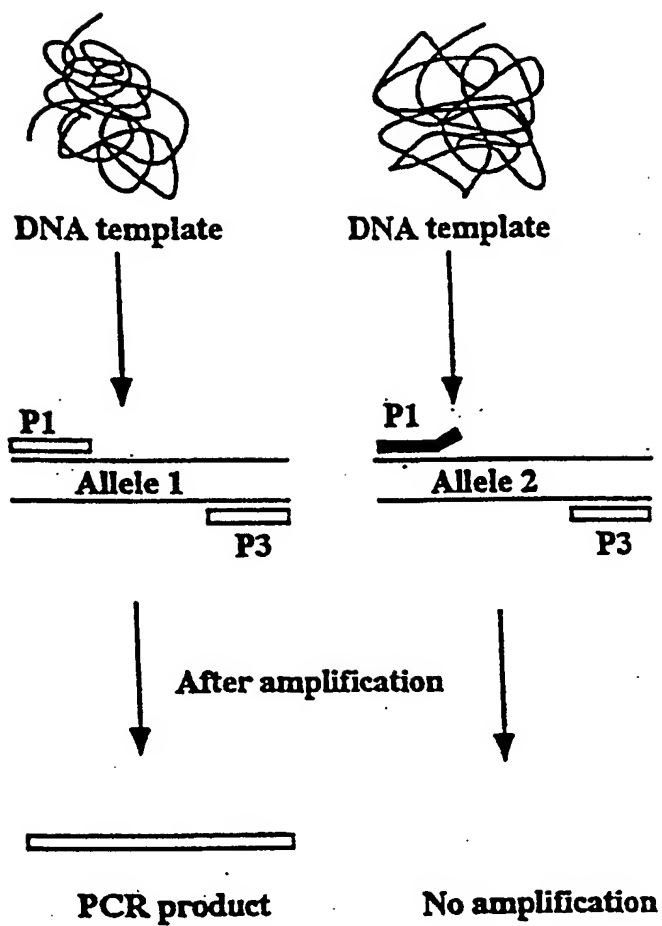 DNA template
DNA template
P1
P1
Allele 1
Allele 2
P3
P3
After amplification
PCR product
No amplification